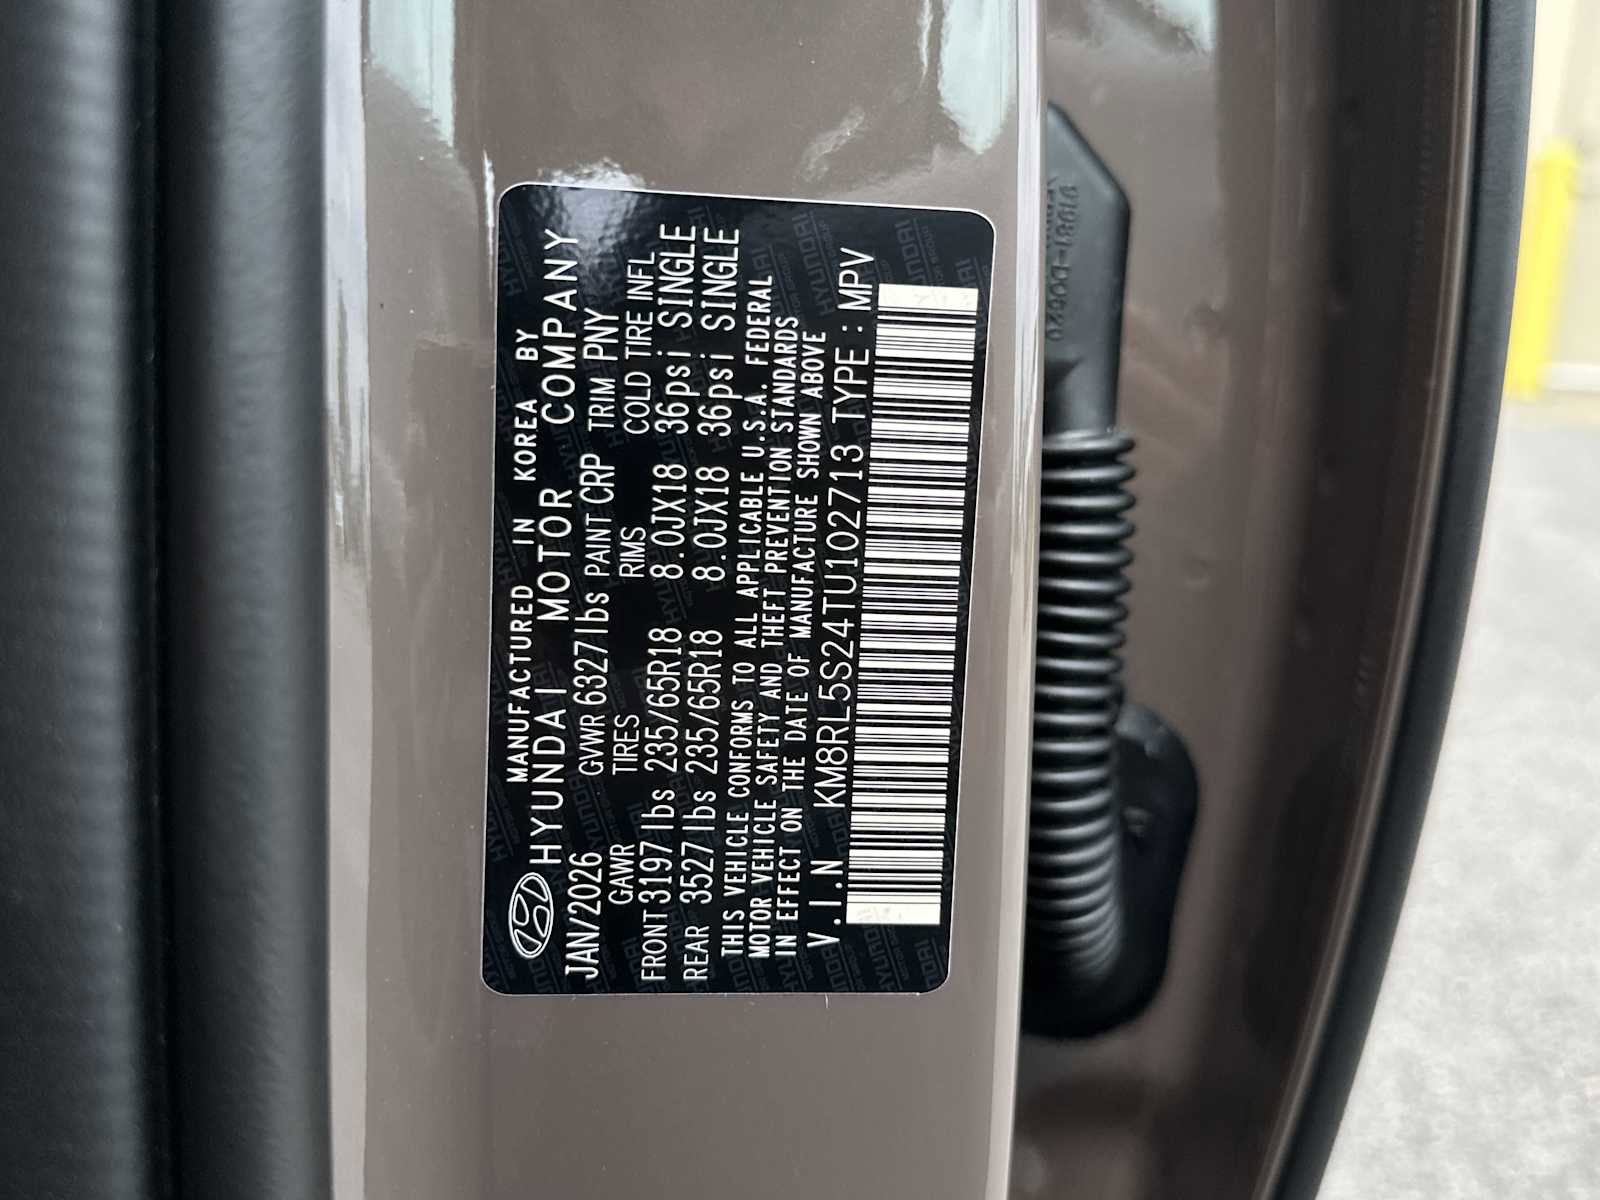 MANUFACTURED IN KOREA BY
HYUNDAI MOTOR COMPANY
JAN/2026 GVWR 6327lbs PAINT CRP TRIM PNY
GAWR TIRES RIMS COLD TIRE INFL
FRONT 3197lbs 235/65R18 8.0JX18 36psi SINGLE
REAR 3527lbs 235/65R18 8.0JX18 36psi SINGLE
THIS VEHICLE CONFORMS TO ALL APPLICABLE U.S.A. FEDERAL
MOTOR VEHICLE SAFETY AND THEFT PREVENTION STANDARDS
IN EFFECT ON THE DATE OF MANUFACTURE SHOWN ABOVE
V.I.N KM8RL5S24TU102713 TYPE : MPV